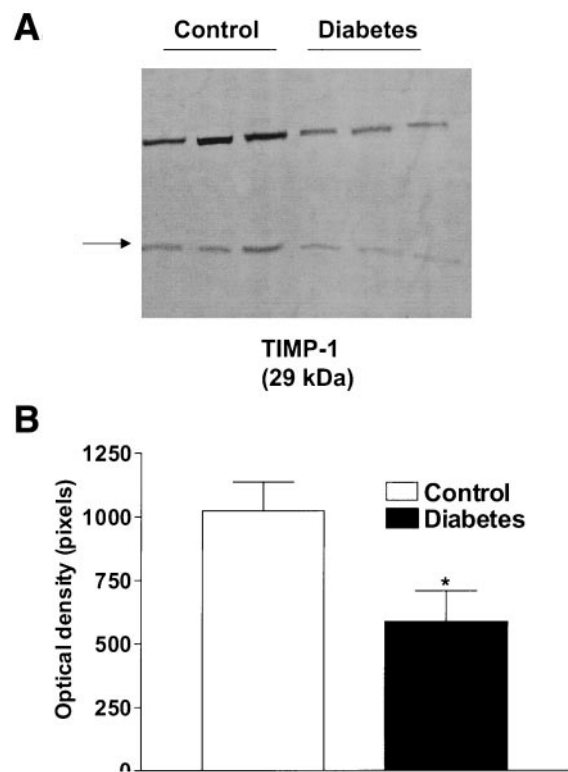 A
Control Diabetes
TIMP-1
(29 kDa)
B
1250
1000
750
500
250
0
Optical density (pixels)
Control
Diabetes
*